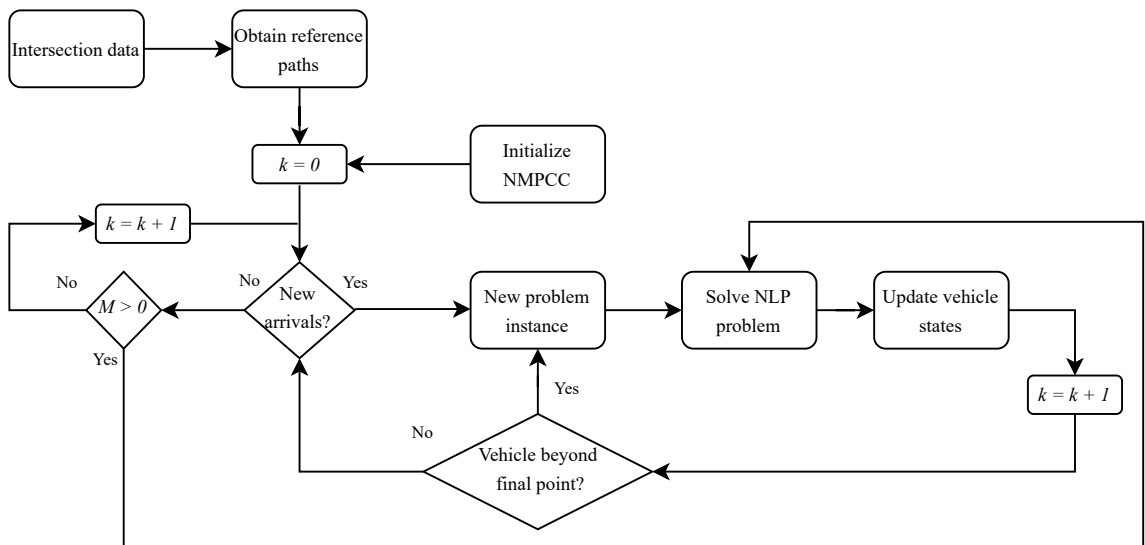 Intersection data
Obtain reference
paths
k = 0
Initialize
NMPCC
k = k + 1
No
M > 0
No
New
arrivals?
Yes
New problem
instance
Solve NLP
problem
Update vehicle
states
Yes
k = k + 1
Yes
No
Vehicle beyond
final point?